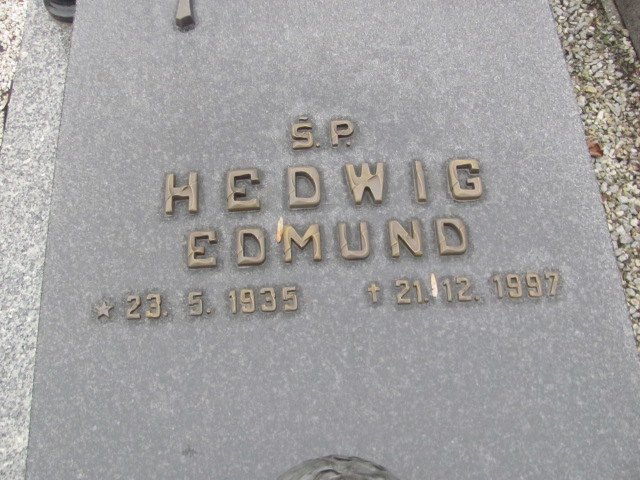 Ś.P.
HEDWIG
EDMUND
★ 23. 5. 1935 ✝ 21. 12. 1997